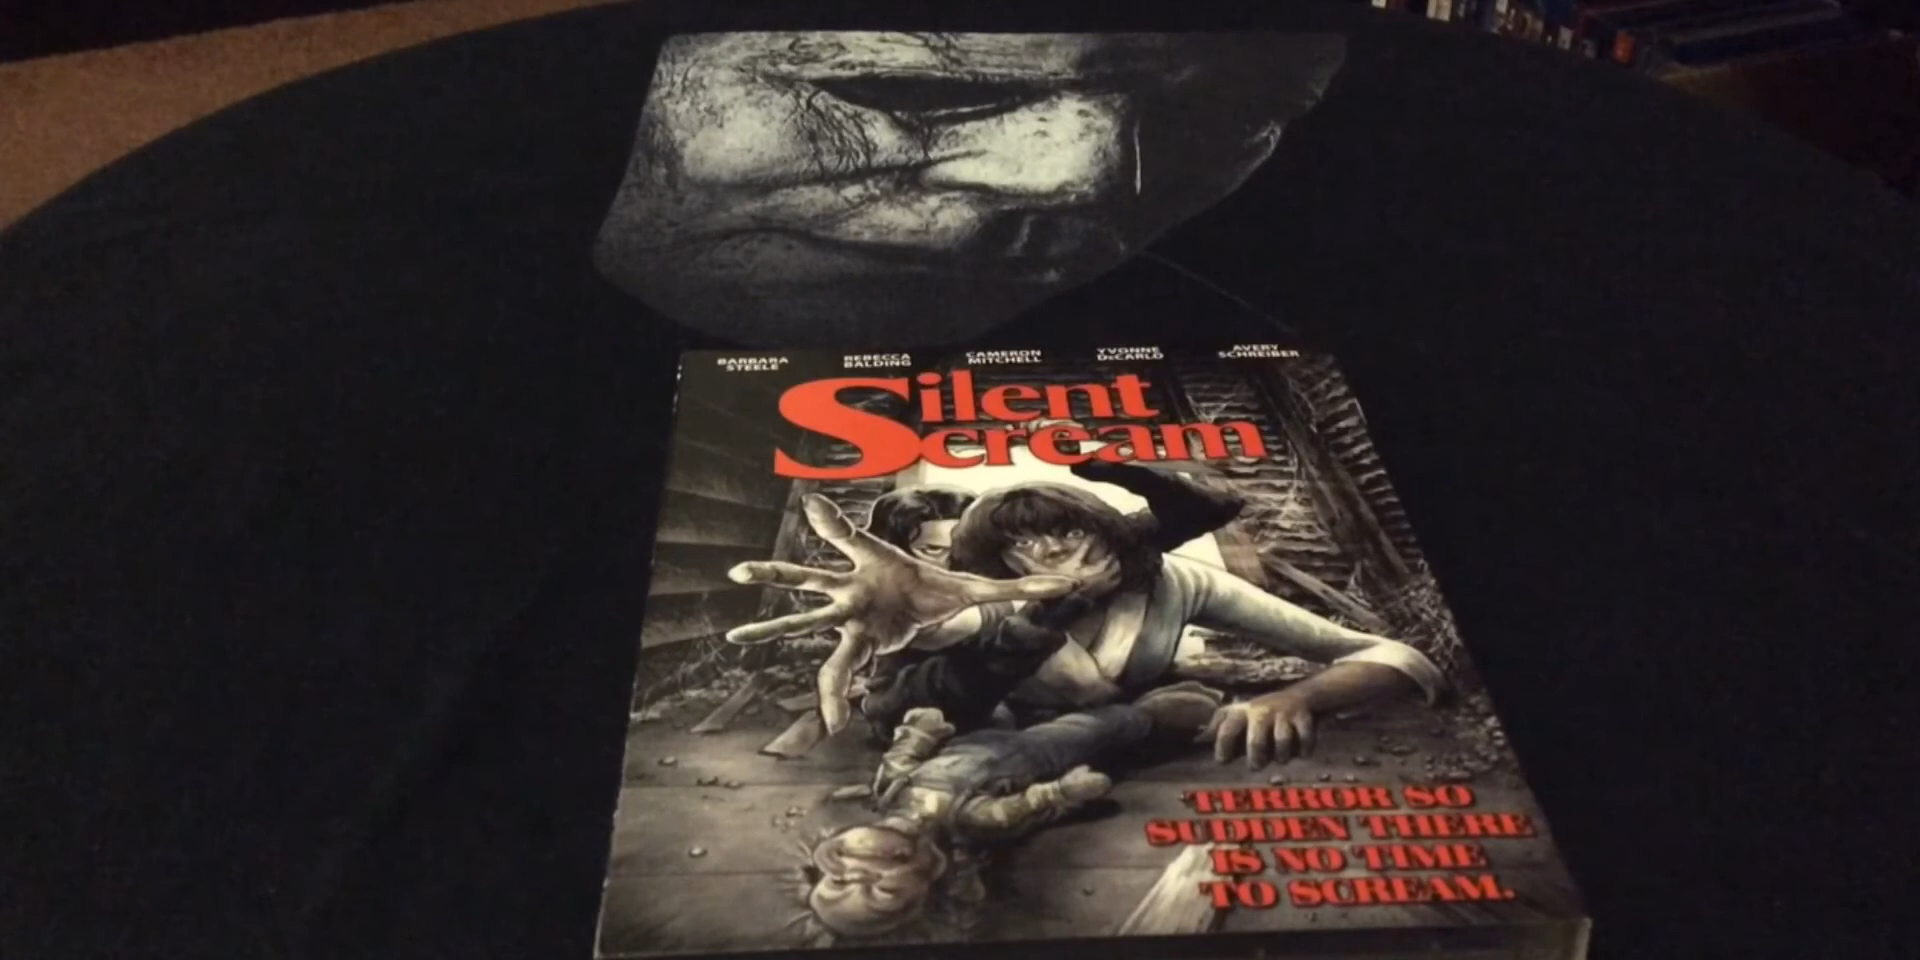 BARBARA STEELE
REBECCA BALDING
CAMERON MITCHELL
YVONNE DeCARLO
AVERY SCHREIBER
Silent
Scream
TERROR SO
SUDDEN THERE
IS NO TIME
TO SCREAM.